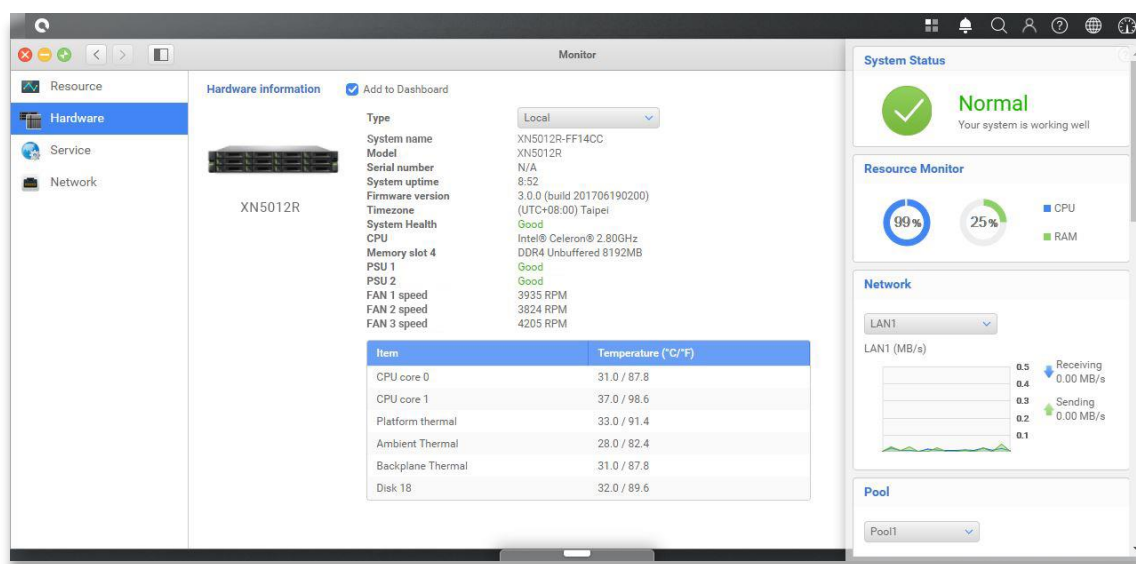 Monitor
Resource
Hardware
Service
Network
Hardware information
Add to Dashboard
XN5012R
Type Local
System name XN5012R-FF14CC
Model XN5012R
Serial number N/A
System uptime 8:52
Firmware version 3.0.0 (build 201706190200)
Timezone (UTC+08:00) Taipei
System Health Good
CPU Intel® Celeron® 2.80GHz
Memory slot 4 DDR4 Unbuffered 8192MB
PSU 1 Good
PSU 2 Good
FAN 1 speed 3935 RPM
FAN 2 speed 3824 RPM
FAN 3 speed 4205 RPM
Item Temperature (°C/°F)
CPU core 0 31.0 / 87.8
CPU core 1 37.0 / 98.6
Platform thermal 33.0 / 91.4
Ambient Thermal 28.0 / 82.4
Backplane Thermal 31.0 / 87.8
Disk 18 32.0 / 89.6
System Status
Normal
Your system is working well
Resource Monitor
99% 25%
CPU
RAM
Network
LAN1
LAN1 (MB/s)
0.5
0.4
0.3
0.2
0.1
Receiving
0.00 MB/s
Sending
0.00 MB/s
Pool
Pool1